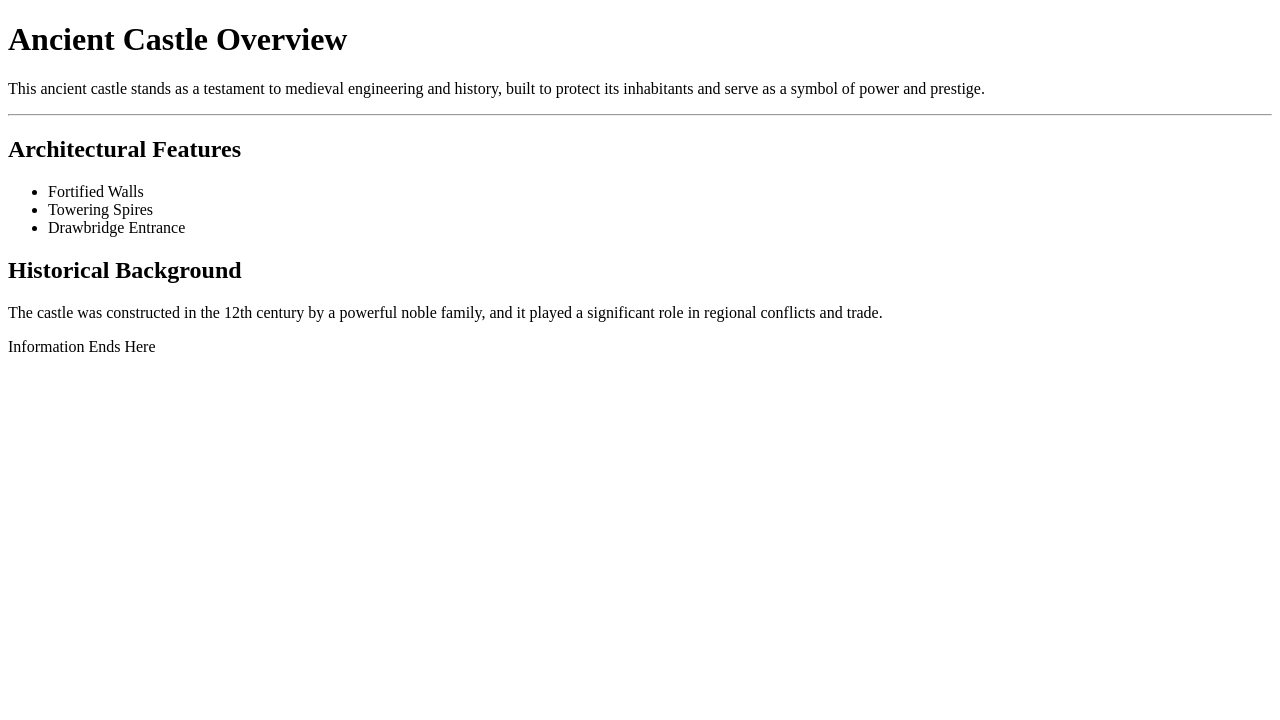 Ancient Castle Overview
This ancient castle stands as a testament to medieval engineering and history, built to protect its inhabitants and serve as a symbol of power and prestige.
Architectural Features
Fortified Walls
Towering Spires
Drawbridge Entrance
Historical Background
The castle was constructed in the 12th century by a powerful noble family, and it played a significant role in regional conflicts and trade.
Information Ends Here